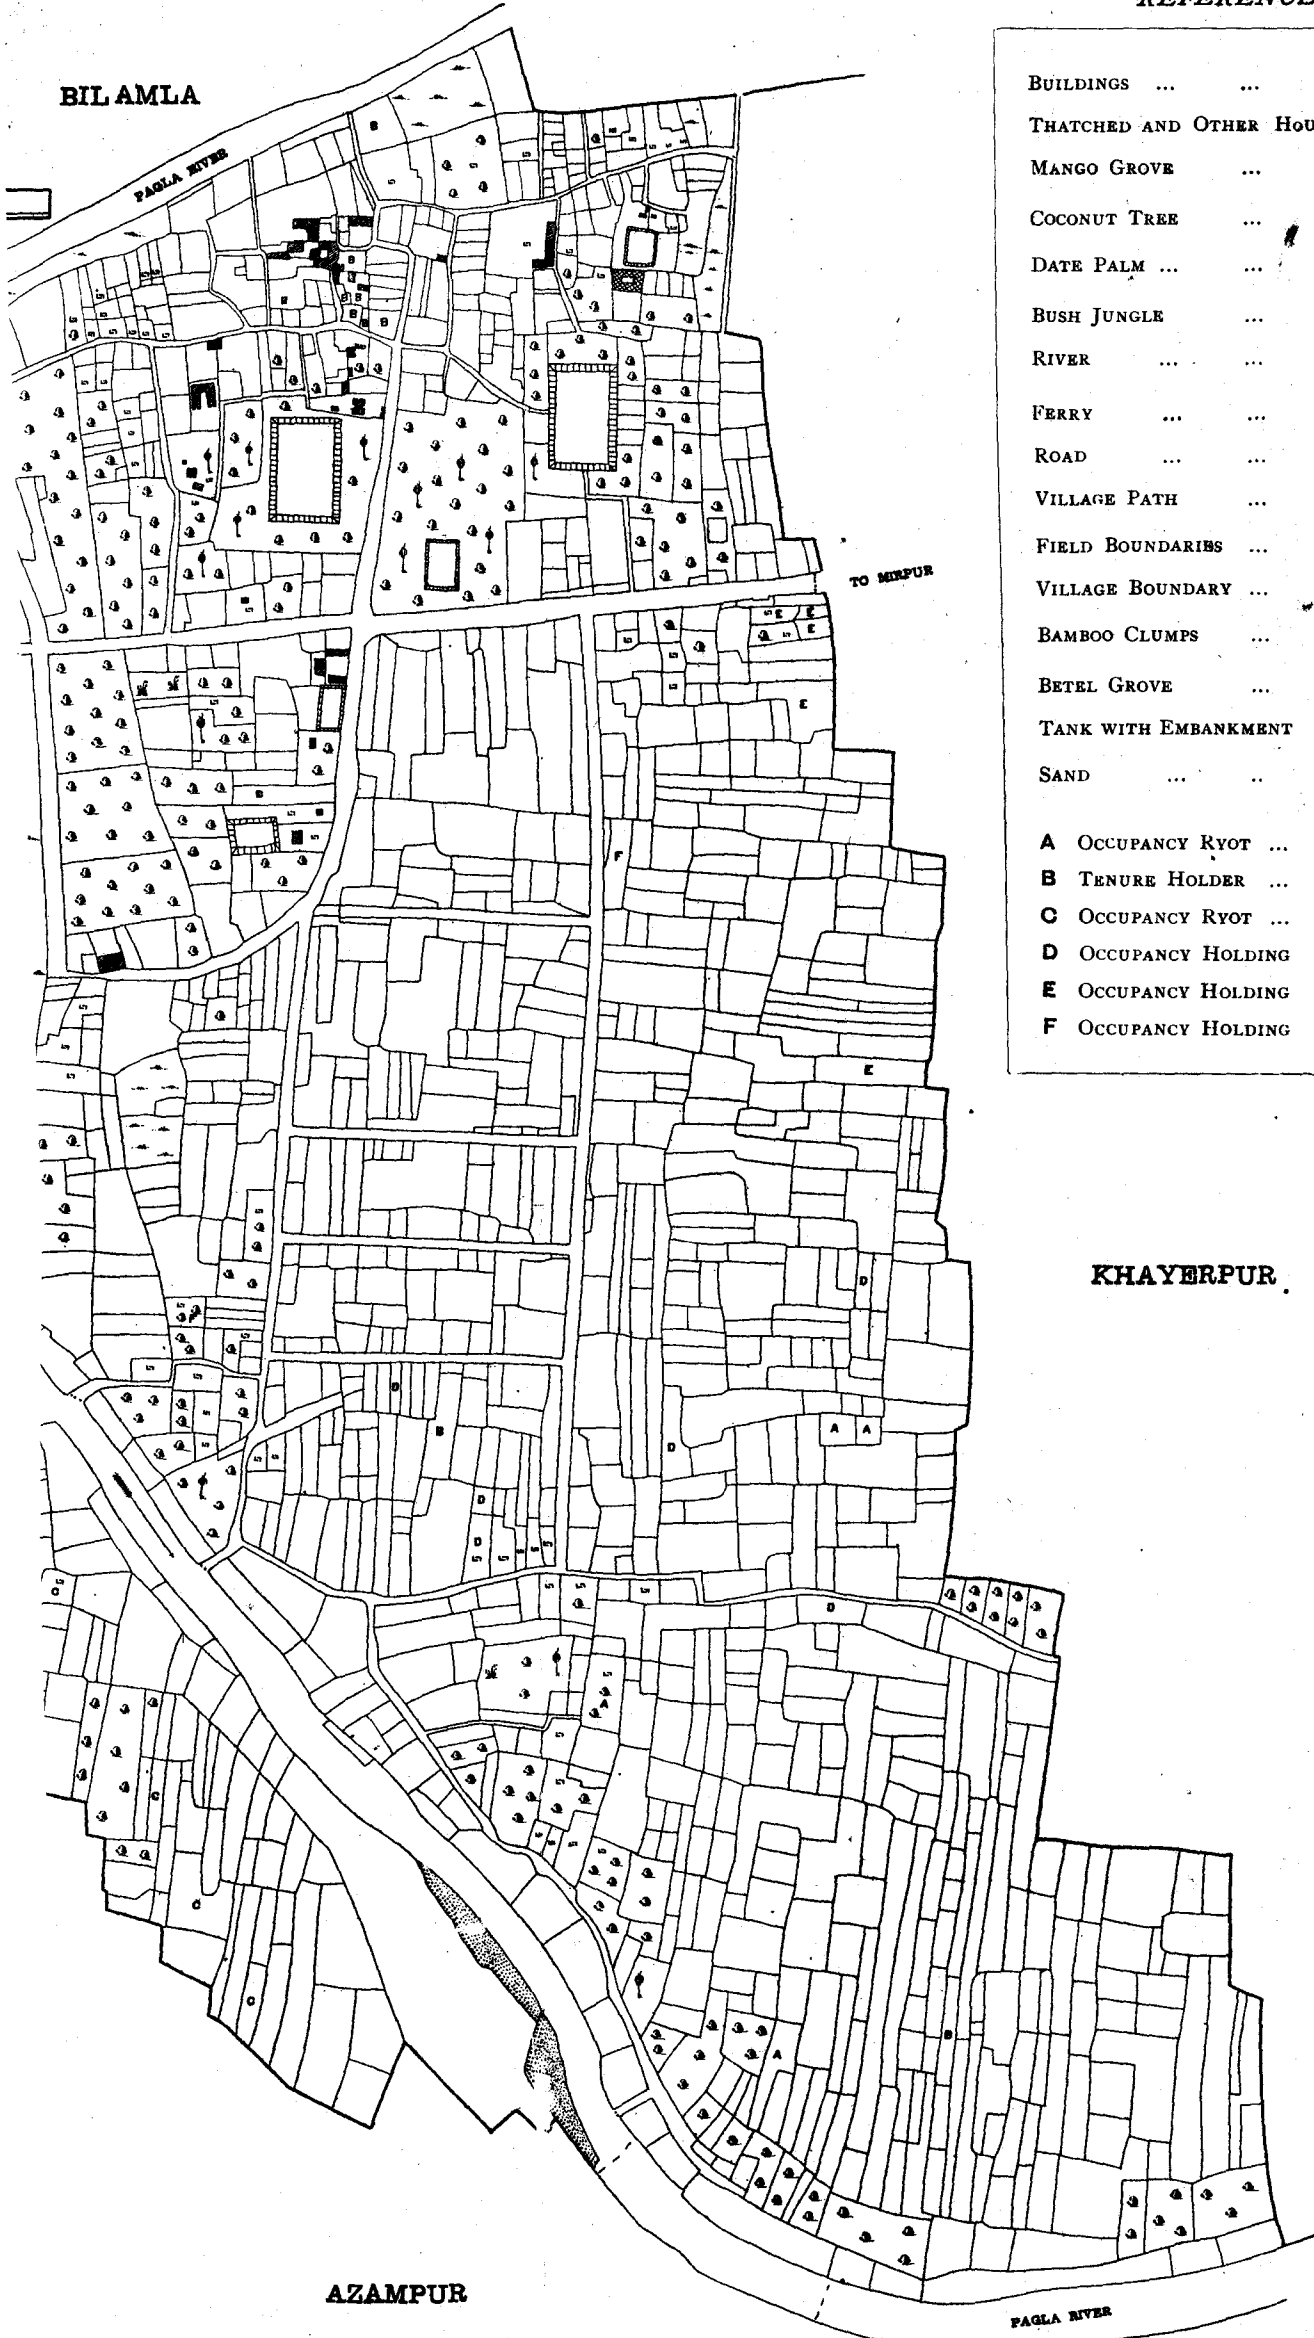 REFERENCE
BILAMLA
PAGLA RIVER
BUILDINGS ... ...
THATCHED AND OTHER HOU
MANGO GROVE ...
COCONUT TREE ...
DATE PALM ... ...
BUSH JUNGLE ...
RIVER ... ...
FERRY ... ...
ROAD ... ...
VILLAGE PATH ...
FIELD BOUNDARIES ...
VILLAGE BOUNDARY ...
BAMBOO CLUMPS ...
BETEL GROVE ...
TANK WITH EMBANKMENT
SAND ... ..
A OCCUPANCY RYOT ...
B TENURE HOLDER ...
C OCCUPANCY RYOT ...
D OCCUPANCY HOLDING
E OCCUPANCY HOLDING
F OCCUPANCY HOLDING
TO MIRPUR
E
F
E
KHAYERPUR
D
D
B
A A
D
D
D
C
D
A
C
C
C
B
A
AZAMPUR
PAGLA RIVER